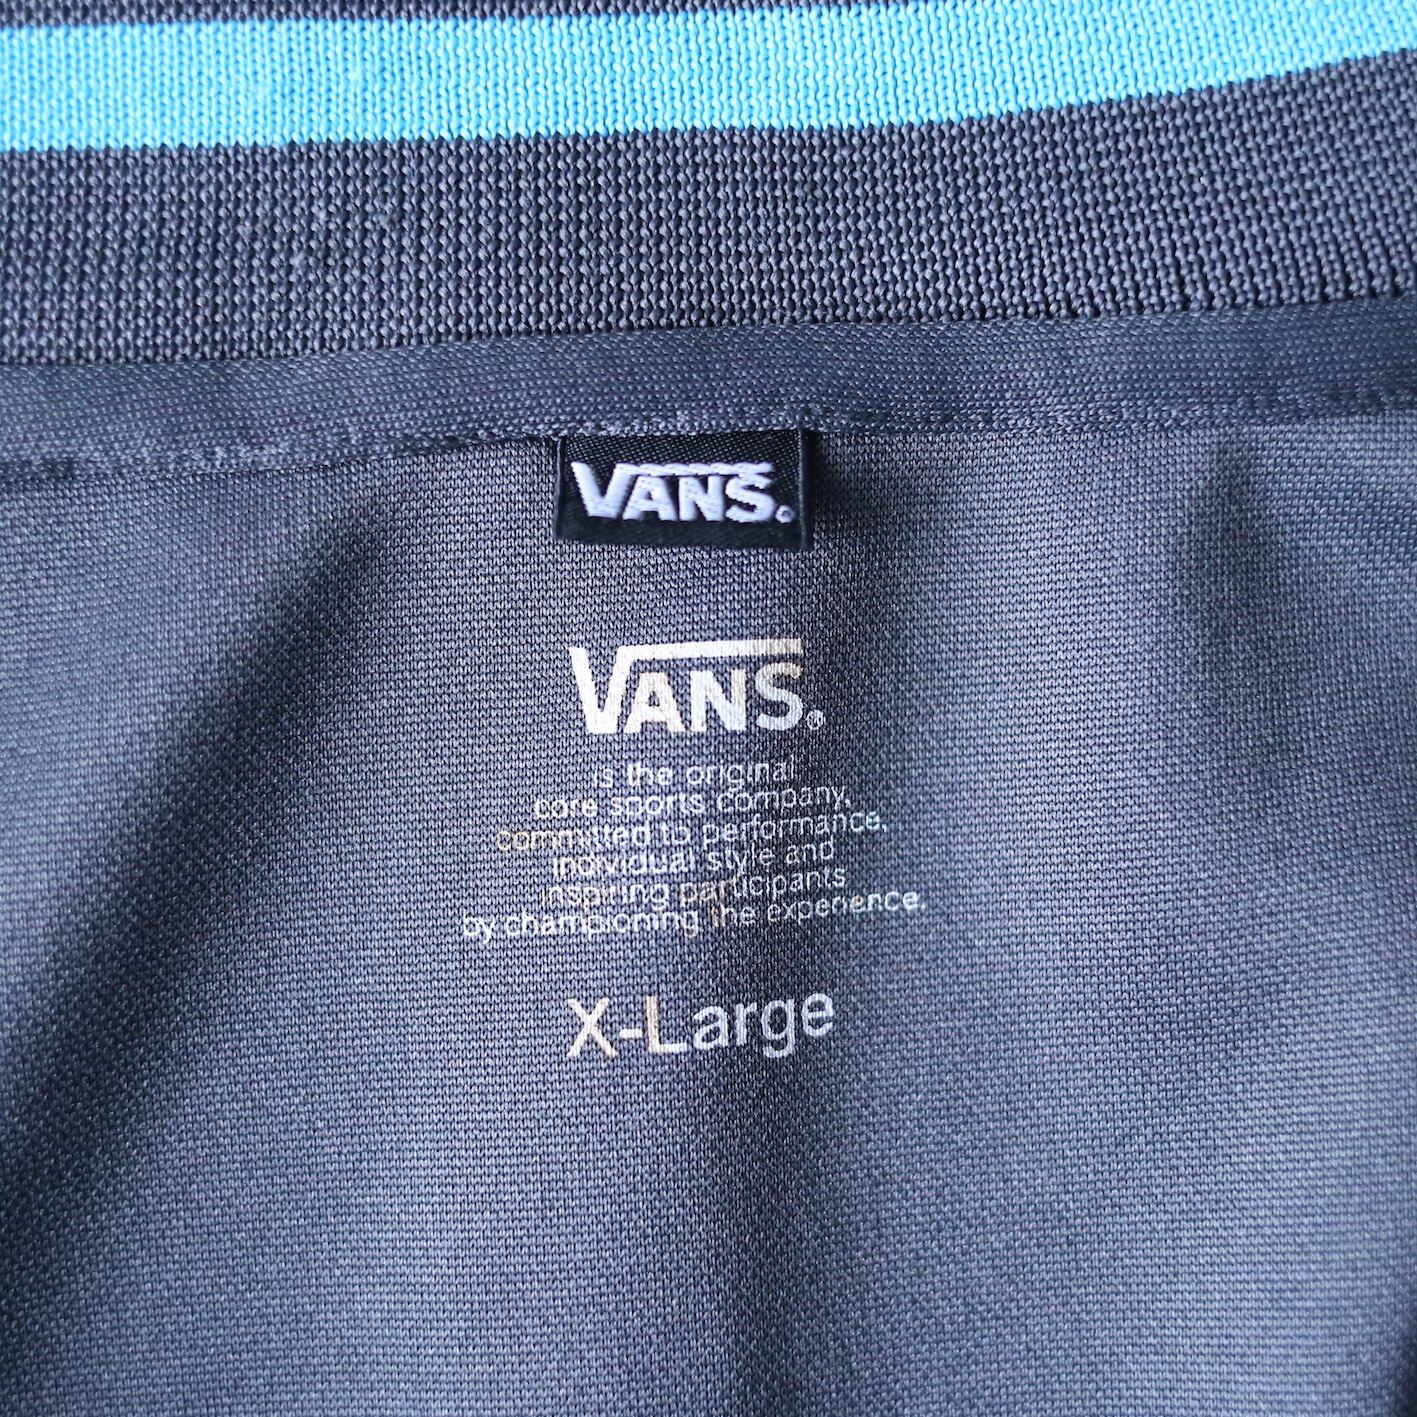 VANS.
VANS.®
is the original
core sports company,
committed to performance,
individual style and
inspiring participants
by championing the experience.
X-Large